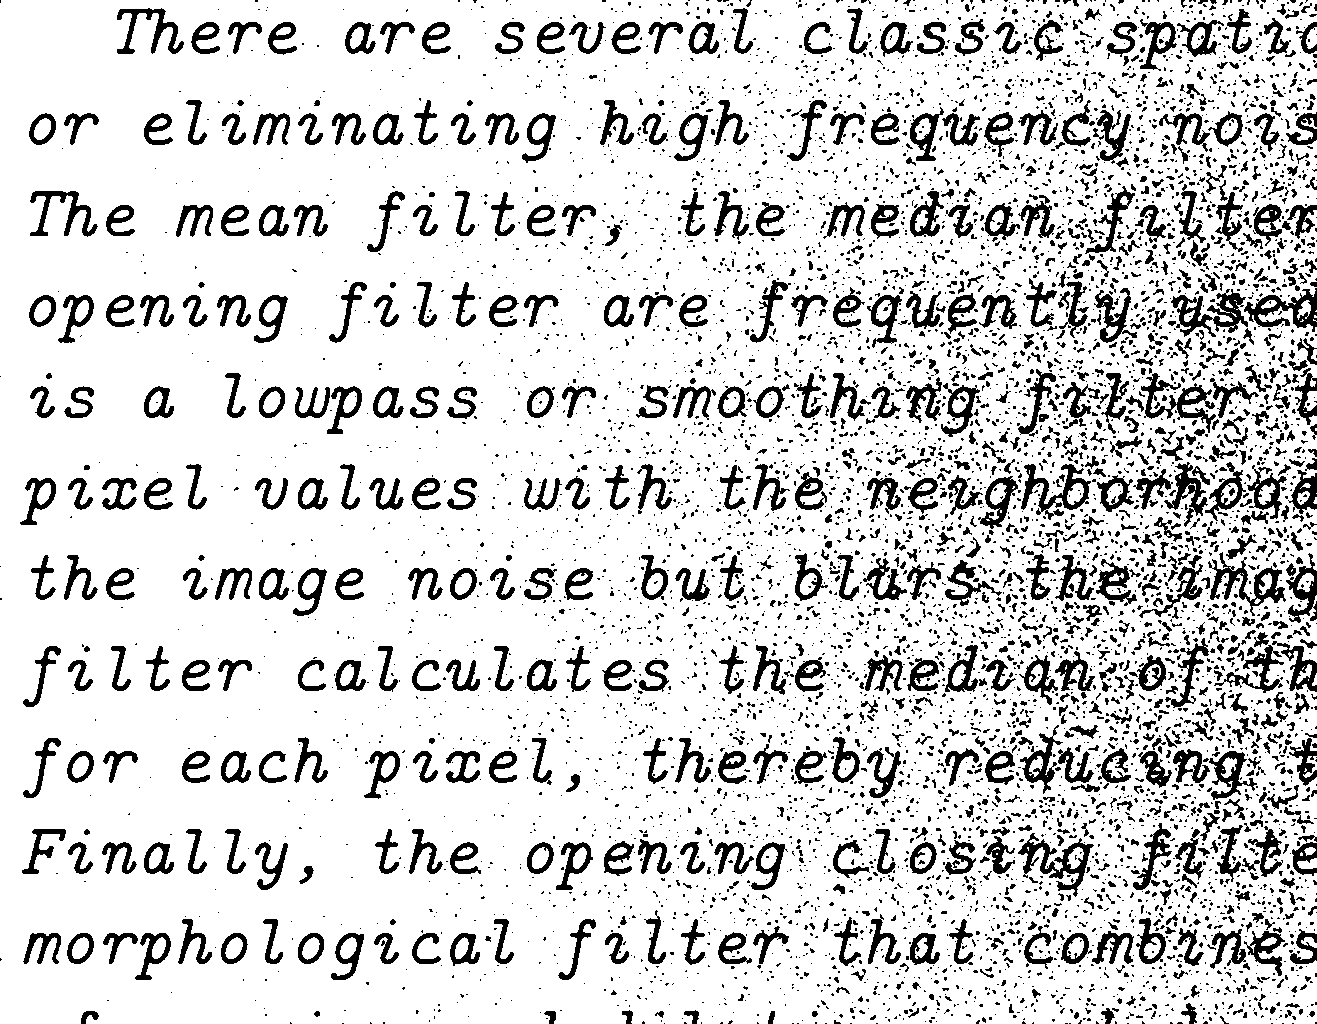 There are several classic spatic
or eliminating high frequency nois
The mean filter, the median filter
opening filter are frequently used
is a lowpass or smoothing filter t
pixel values with the neighborhood
the image noise but blurs the imag
filter calculates the median of th
for each pixel, thereby reducing t
Finally, the opening closing filte
morphological filter that combines